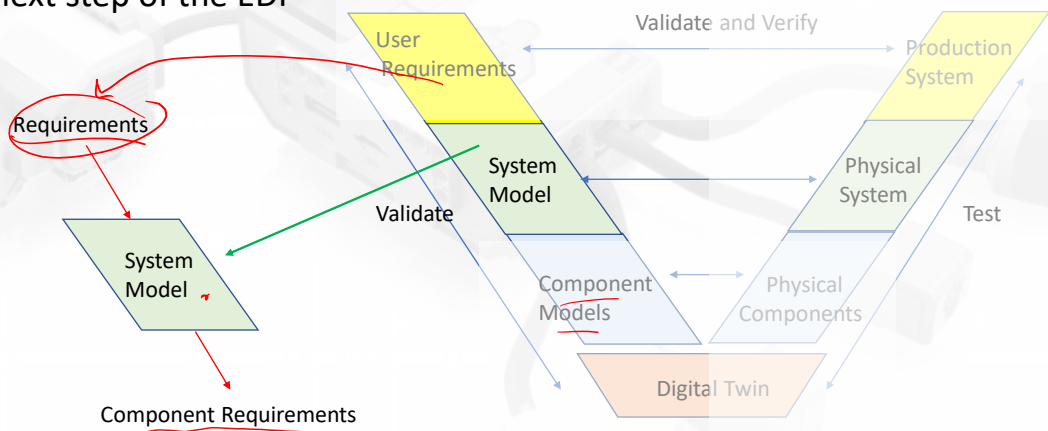 next step of the EDP
Validate and Verify
User
Requirements
Production
System
Requirements
System
Model
Physical
System
Validate
Test
System
Model
Component
Models
Physical
Components
Digital Twin
Component Requirements